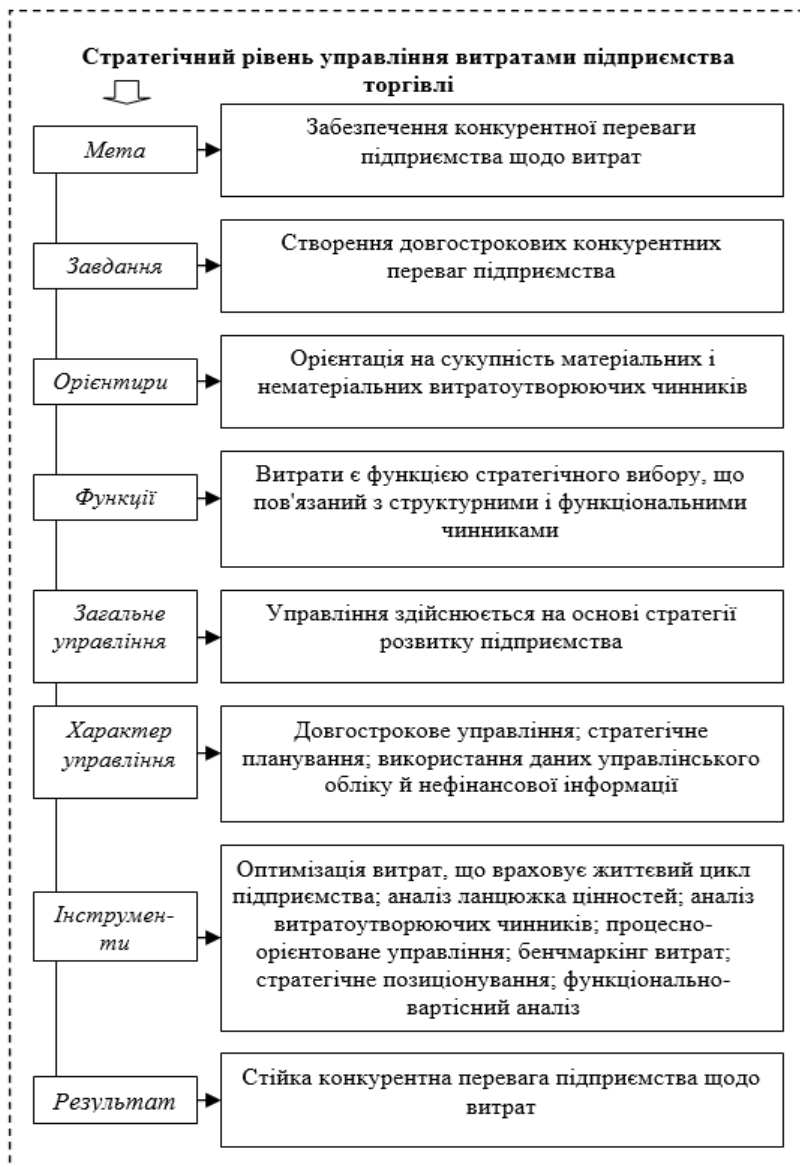 Стратегічний рівень управління витратами підприємства
торгівлі
Мета
Забезпечення конкурентної переваги
підприємства щодо витрат
Завдання
Створення довгострокових конкурентних
переваг підприємства
Орієнтири
Орієнтація на сукупність матеріальних і
нематеріальних витратоутворюючих чинників
Функції
Витрати є функцією стратегічного вибору, що
пов'язаний з структурними і функціональними
чинниками
Загальне
управління
Управління здійснюється на основі стратегії
розвитку підприємства
Характер
управління
Довгострокове управління; стратегічне
планування; використання даних управлінського
обліку й нефінансової інформації
Інструмен-
ти
Оптимізація витрат, що враховує життєвий цикл
підприємства; аналіз ланцюжка цінностей; аналіз
витратоутворюючих чинників; процесно-
орієнтоване управління; бенчмаркінг витрат;
стратегічне позиціонування; функціонально-
вартісний аналіз
Результат
Стійка конкурентна перевага підприємства щодо
витрат